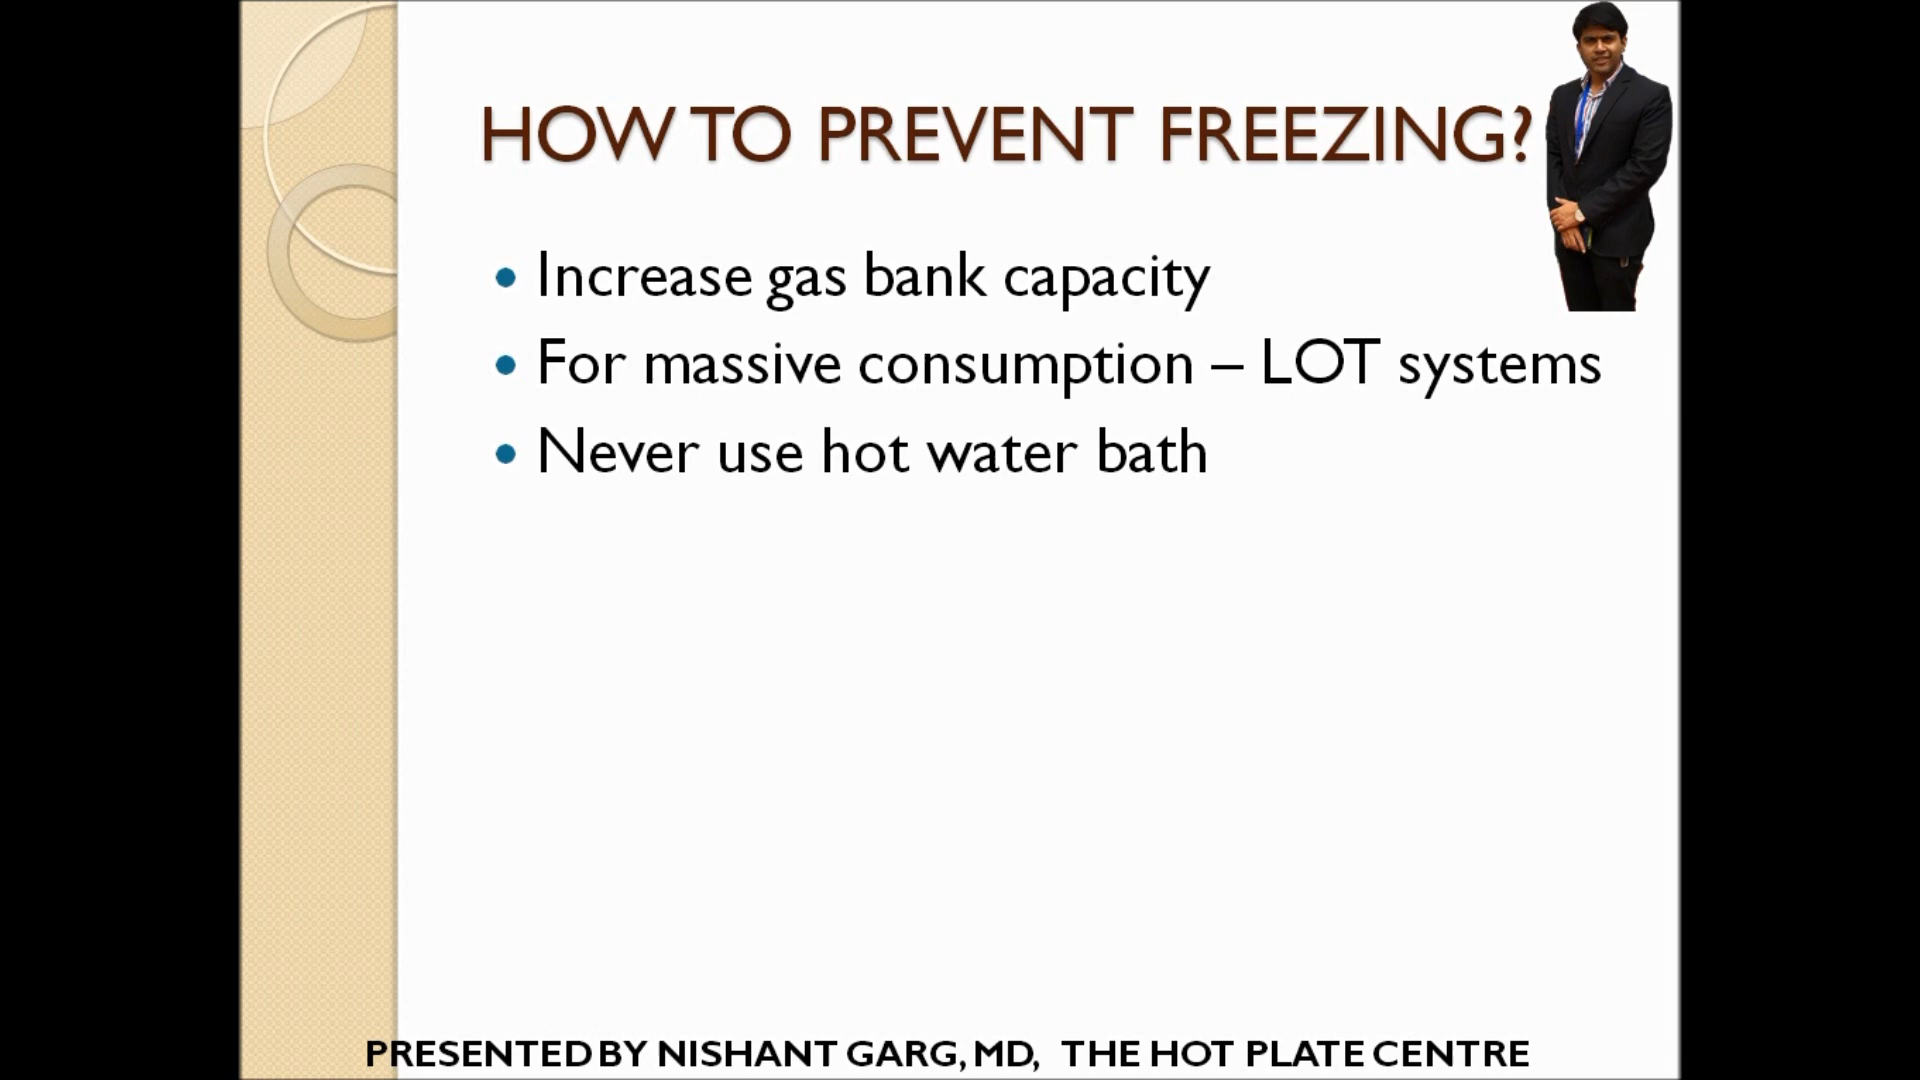 HOW TO PREVENT FREEZING?
• Increase gas bank capacity
• For massive consumption – LOT systems
• Never use hot water bath
PRESENTED BY NISHANT GARG, MD, THE HOT PLATE CENTRE